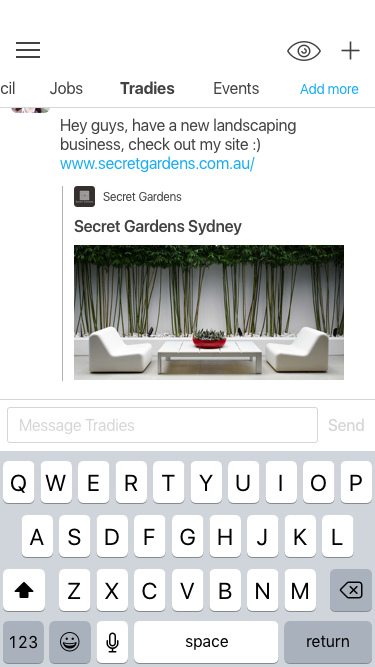 cil Jobs Tradies Events Add more
Hey guys, have a new landscaping
business, check out my site :)
www.secretgardens.com.au/
Secret Gardens
Secret Gardens Sydney
Message Tradies Send
Q W E R T Y U I O P
A S D F G H J K L
Z X C V B N M
123 space return